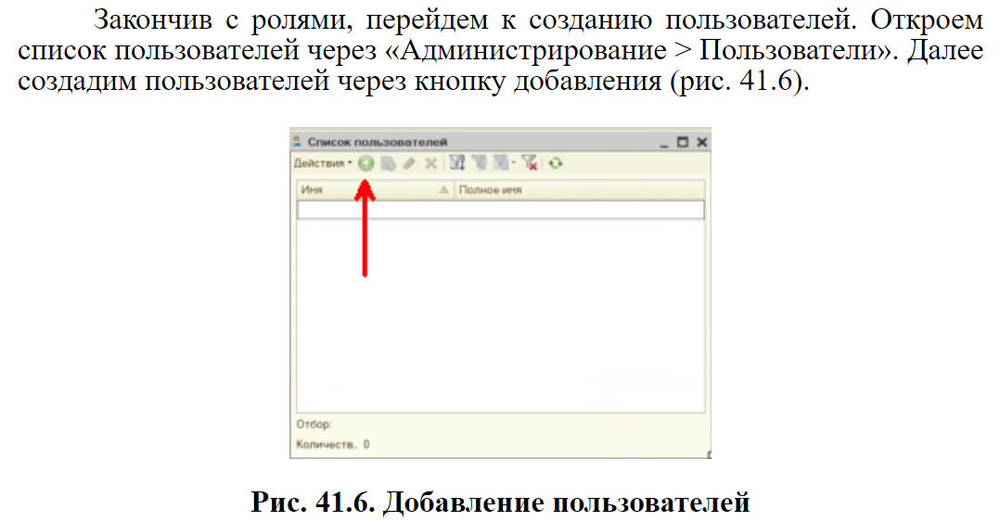 Закончив с ролями, перейдем к созданию пользователей. Откроем
список пользователей через «Администрирование > Пользователи». Далее
создадим пользователей через кнопку добавления (рис. 41.6).
Список пользователей
Действия
Имя Полное имя
Отбор:
Количеств.. 0
Рис. 41.6. Добавление пользователей